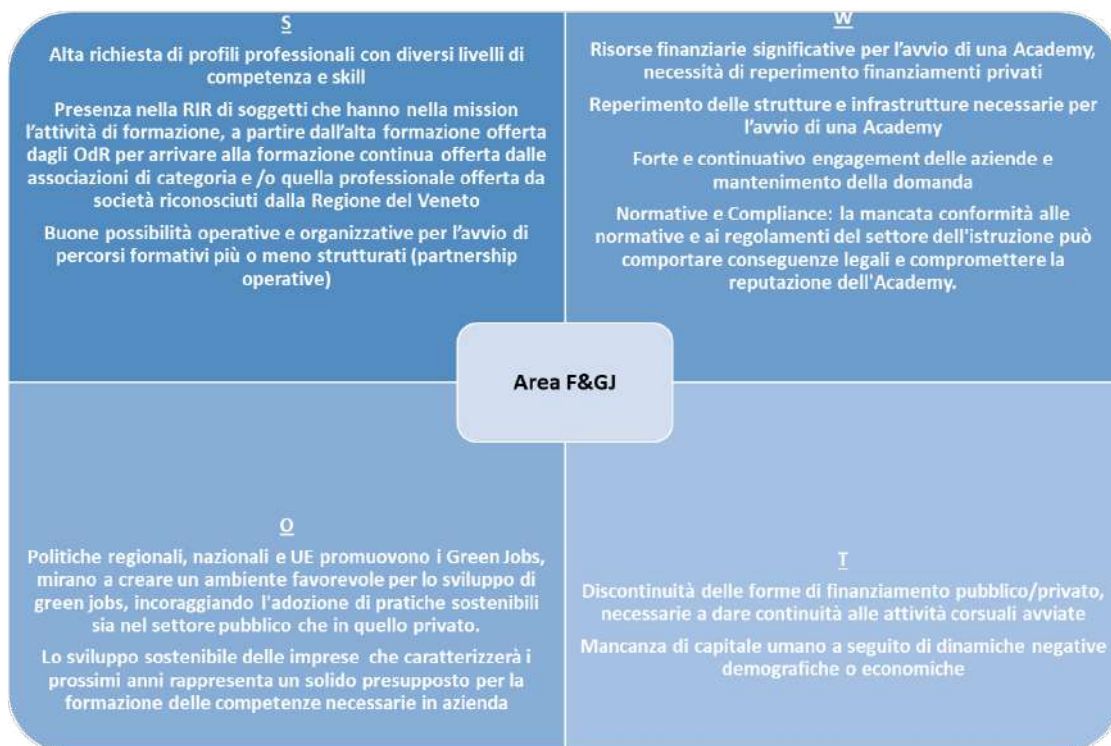 S
Alta richiesta di profili professionali con diversi livelli di
competenza e skill
Presenza nella RIR di soggetti che hanno nella mission
l'attività di formazione, a partire dall'alta formazione offerta
dagli OdR per arrivare alla formazione continua offerta dalle
associazioni di categoria e /o quella professionale offerta da
società riconosciuti dalla Regione del Veneto
Buone possibilità operative e organizzative per l'avvio di
percorsi formativi più o meno strutturati (partnership
operative)
W
Risorse finanziarie significative per l'avvio di una Academy,
necessità di reperimento finanziamenti privati
Reperimento delle strutture e infrastrutture necessarie per
l'avvio di una Academy
Forte e continuativo engagement delle aziende e
mantenimento della domanda
Normative e Compliance: la mancata conformità alle
normative e ai regolamenti del settore dell'istruzione può
comportare conseguenze legali e compromettere la
reputazione dell'Academy.
Area F&GJ
O
Politiche regionali, nazionali e UE promuovono i Green Jobs,
mirano a creare un ambiente favorevole per lo sviluppo di
green jobs, incoraggiando l'adozione di pratiche sostenibili
sia nel settore pubblico che in quello privato.
Lo sviluppo sostenibile delle imprese che caratterizzerà i
prossimi anni rappresenta un solido presupposto per la
formazione delle competenze necessarie in azienda
T
Discontinuità delle forme di finanziamento pubblico/privato,
necessarie a dare continuità alle attività corsuali avviate
Mancanza di capitale umano a seguito di dinamiche negative
demografiche o economiche